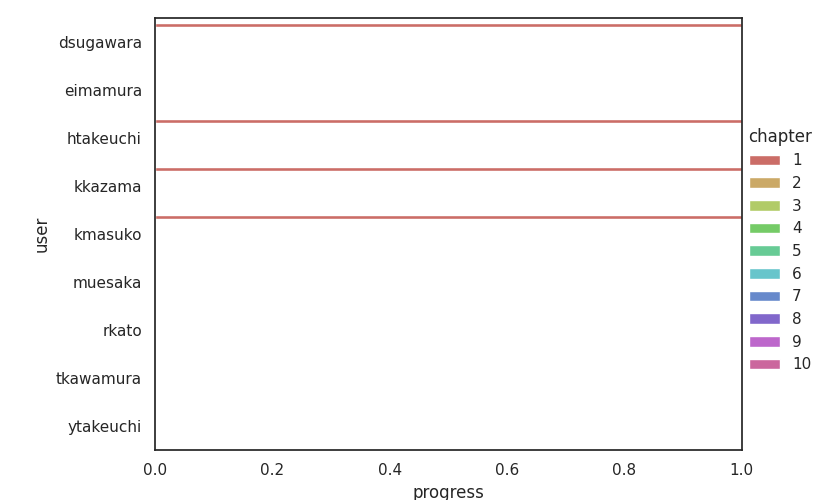 dsugawara
eimamura
htakeuchi
kkazama
kmasuko
muesaka
rkato
tkawamura
ytakeuchi
user
0.0 0.2 0.4 0.6 0.8 1.0
progress
chapter
1
2
3
4
5
6
7
8
9
10